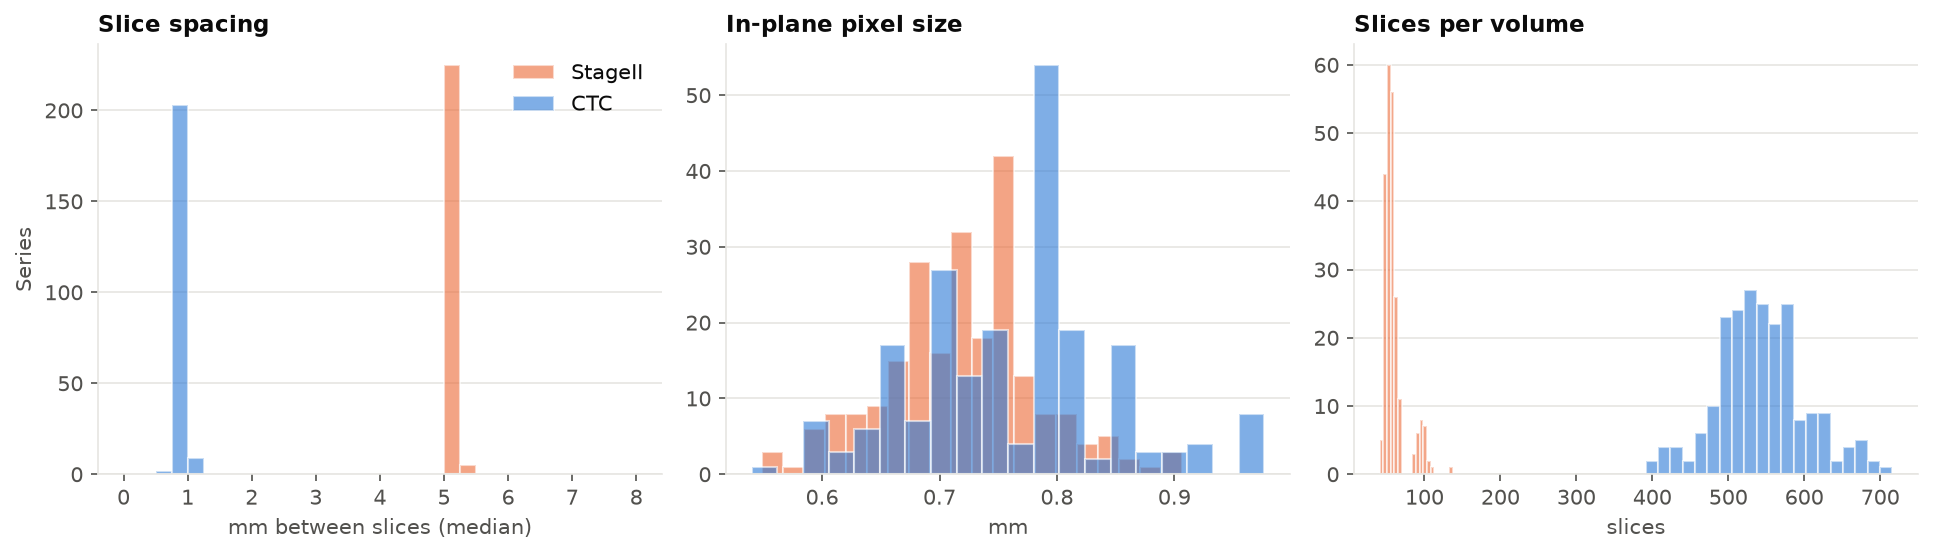 Slice spacing
In-plane pixel size
Slices per volume
StageII
CTC
Series
200
150
100
50
0
0 1 2 3 4 5 6 7 8
mm between slices (median)
50
40
30
20
10
0
0.6 0.7 0.8 0.9
mm
60
50
40
30
20
10
0
100 200 300 400 500 600 700
slices